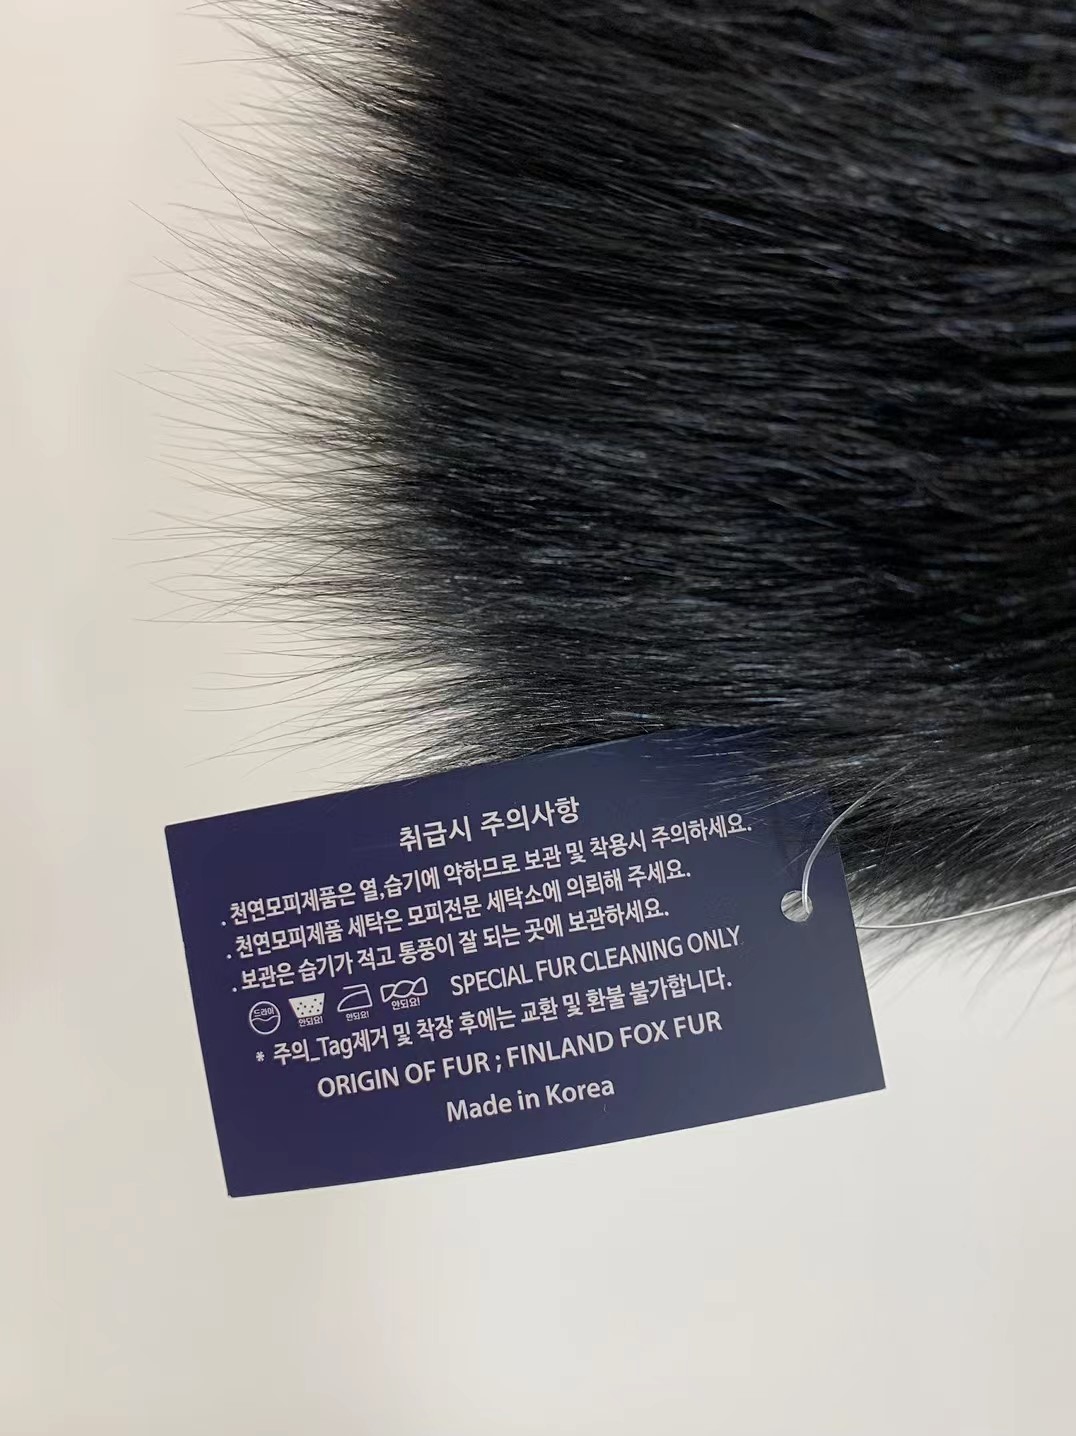 취급시 주의사항
. 천연모피제품은 열,습기에 약하므로 보관 및 착용시 주의하세요.
. 천연모피제품 세탁은 모피전문 세탁소에 의뢰해 주세요.
. 보관은 습기가 적고 통풍이 잘 되는 곳에 보관하세요.
드라이 안되요! 안되요! 안되요! SPECIAL FUR CLEANING ONLY
* 주의_Tag제거 및 착장 후에는 교환 및 환불 불가합니다.
ORIGIN OF FUR ; FINLAND FOX FUR
Made in Korea